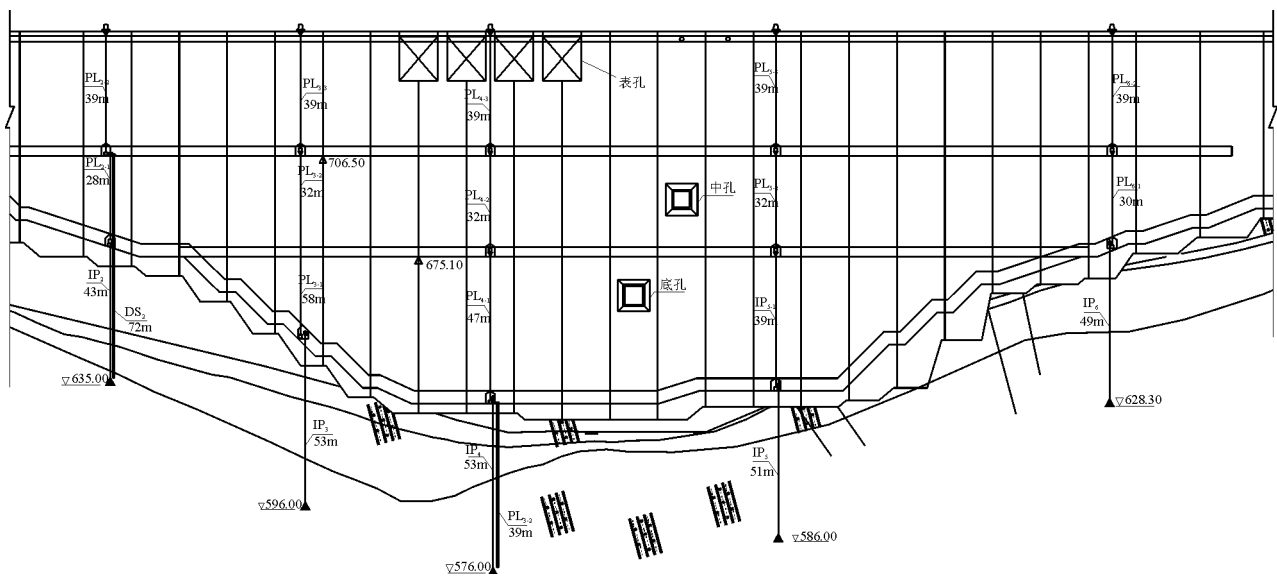 PL₂₋₂
39m
PL₃₋₃
39m
PL₄₋₃
39m
表孔
39m
PL₆₋₂
39m
PL₂₋₁
28m
706.50
PL₃₋₂
32m
PL₄₋₂
32m
中孔
PL₅₋₂
32m
PL₆₋₁
30m
675.10
IP₂
43m
DS₂
72m
PL₃₋₁
58m
PL₄₋₁
47m
底孔
IP₅₋₁
39m
IP₆
49m
▽635.00
▽628.30
IP₃
53m
IP₄
53m
IP₅
51m
▽596.00
PL₃₋₂
39m
▽586.00
▽576.00